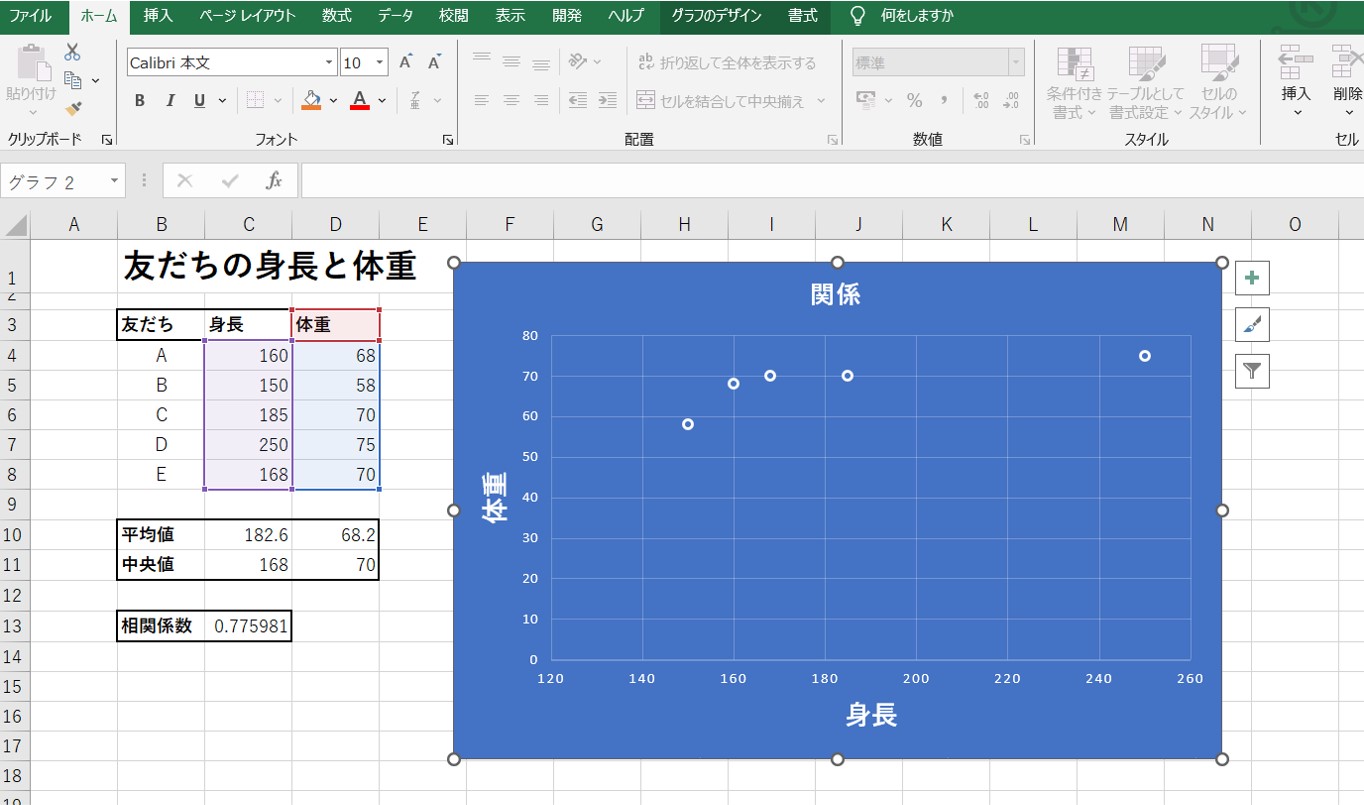 ファイル ホーム 挿入 ページ レイアウト 数式 データ 校閲 表示 開発 ヘルプ グラフのデザイン 書式 何をしますか
貼り付け
Calibri 本文 10 A A
B I U A
ab 折り返して全体を表示する
セルを結合して中央揃え
標準
% , .00 .00
条件付き書式
テーブルとして書式設定
セルのスタイル
挿入
削除
クリップボード フォント 配置 数値 スタイル セル
グラフ 2 fx
A B C D E F G H I J K L M N O
1 友だちの身長と体重
2
3 友だち 身長 体重
4 A 160 68
5 B 150 58
6 C 185 70
7 D 250 75
8 E 168 70
9
10 平均値 182.6 68.2
11 中央値 168 70
12
13 相関係数 0.775981
14
15
16
17
18
19
関係
80
70
60
50
40
30
20
10
0
体重
120 140 160 180 200 220 240 260
身長